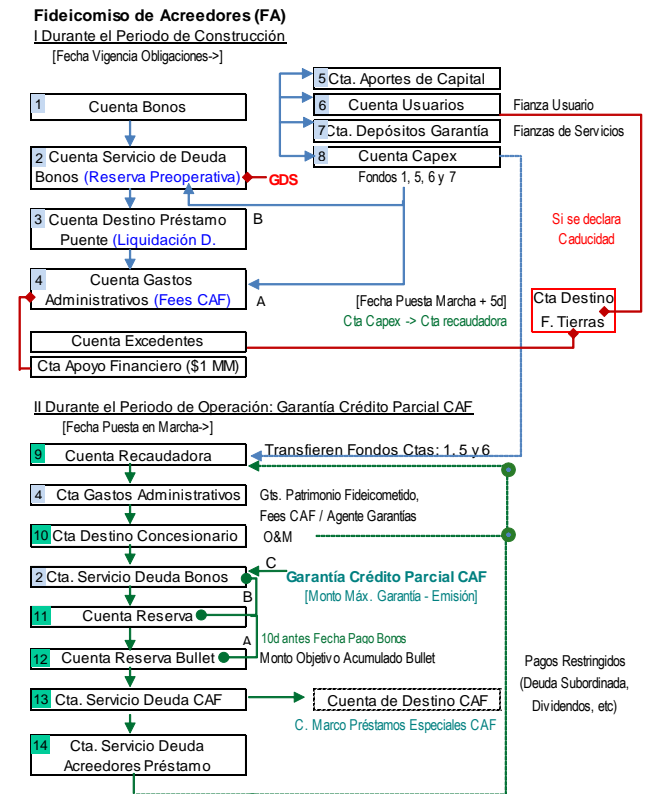 Fideicomiso de Acreedores (FA)
I Durante el Periodo de Construcción
[Fecha Vigencia Obligaciones->]
1 Cuenta Bonos
2 Cuenta Servicio de Deuda
Bonos (Reserva Preoperativa)
GDS
3 Cuenta Destino Préstamo
Puente (Liquidación D.
B
4 Cuenta Gastos
Administrativos (Fees CAF)
A
Cuenta Excedentes
Cta Apoyo Financiero ($1 MM)
5 Cta. Aportes de Capital
6 Cuenta Usuarios
Fianza Usuario
7 Cta. Depósitos Garantía
Fianzas de Servicios
8 Cuenta Capex
Fondos 1, 5, 6 y 7
Si se declara
Caducidad
[Fecha Puesta Marcha + 5d]
Cta Capex -> Cta recaudadora
Cta Destino
F. Tierras
II Durante el Periodo de Operación: Garantía Crédito Parcial CAF
[Fecha Puesta en Marcha->]
9 Cuenta Recaudadora
Transfieren Fondos Ctas: 1, 5 y 6
4 Cta Gastos Administrativos
Gts. Patrimonio Fideicometido,
Fees CAF / Agente Garantías
10 Cta Destino Concesionario
O&M
2 Cta. Servicio Deuda Bonos
C
Garantía Crédito Parcial CAF
[Monto Máx. Garantía - Emisión]
B
11 Cuenta Reserva
A
10d antes Fecha Pago Bonos
12 Cuenta Reserva Bullet
Monto Objetivo Acumulado Bullet
13 Cta. Servicio Deuda CAF
Cuenta de Destino CAF
C. Marco Préstamos Especiales CAF
14 Cta. Servicio Deuda
Acreedores Préstamo
Pagos Restringidos
(Deuda Subordinada,
Dividendos, etc)